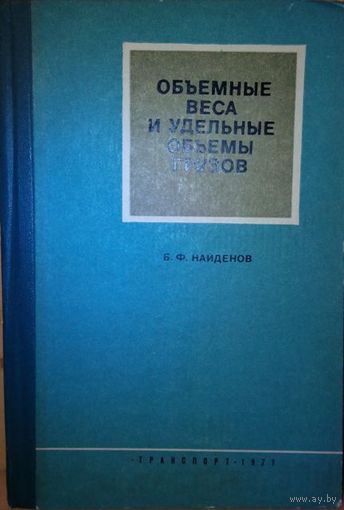 ОБЪЕМНЫЕ
ВЕСА
И УДЕЛЬНЫЕ
ОБЪЕМЫ
ГРУЗОВ
Б. Ф. НАЙДЕНОВ
·ТРАНСПОРТ·1971
www.ay.by